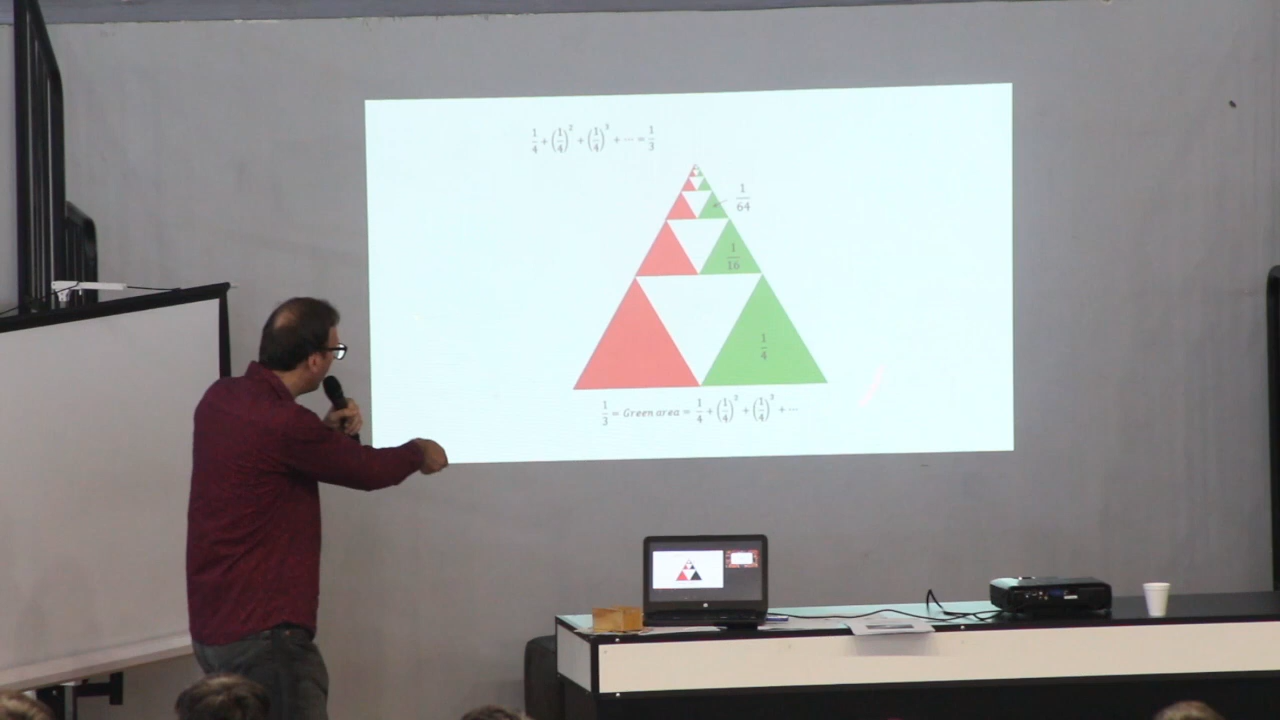 1/4 + (1/4)² + (1/4)³ + ⋯ = 1/3
1/64
1/16
1/4
1/3 = Green area = 1/4 + (1/4)² + (1/4)³ + ⋯